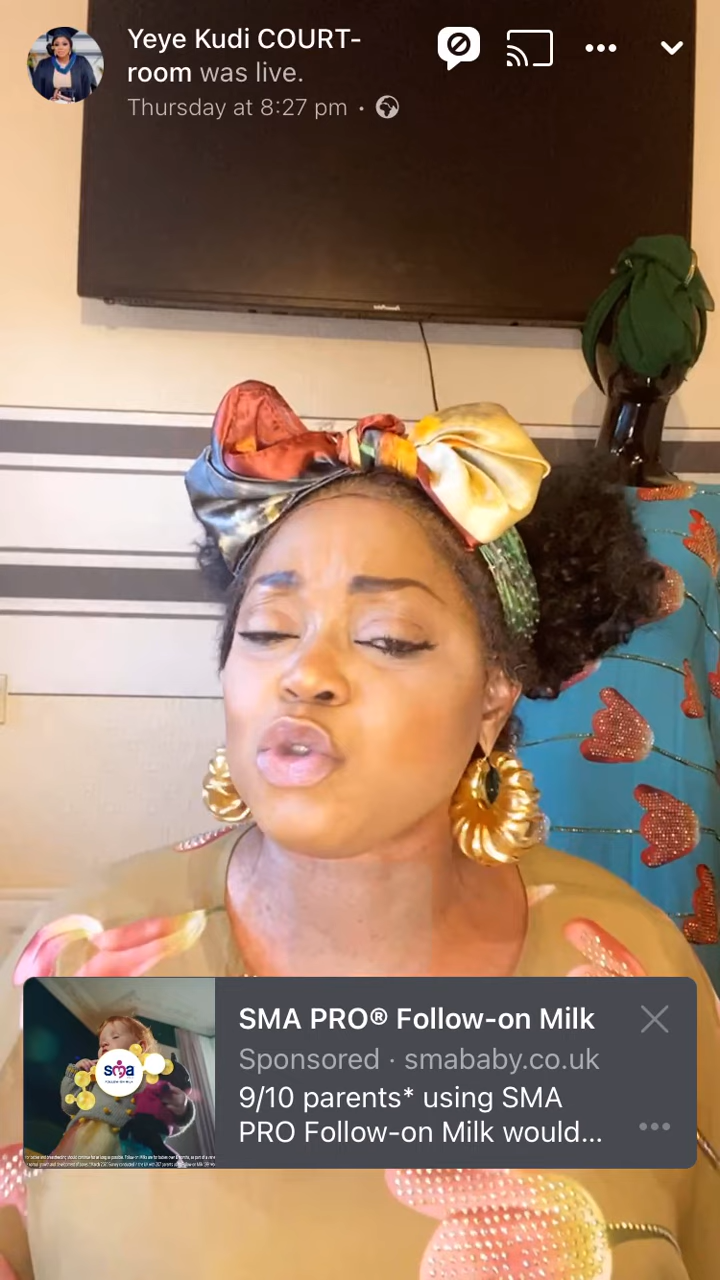 Yeye Kudi COURT-
room was live.
Thursday at 8:27 pm ·
SMA PRO® Follow-on Milk
Sponsored · smababy.co.uk
9/10 parents* using SMA
PRO Follow-on Milk would...
sma